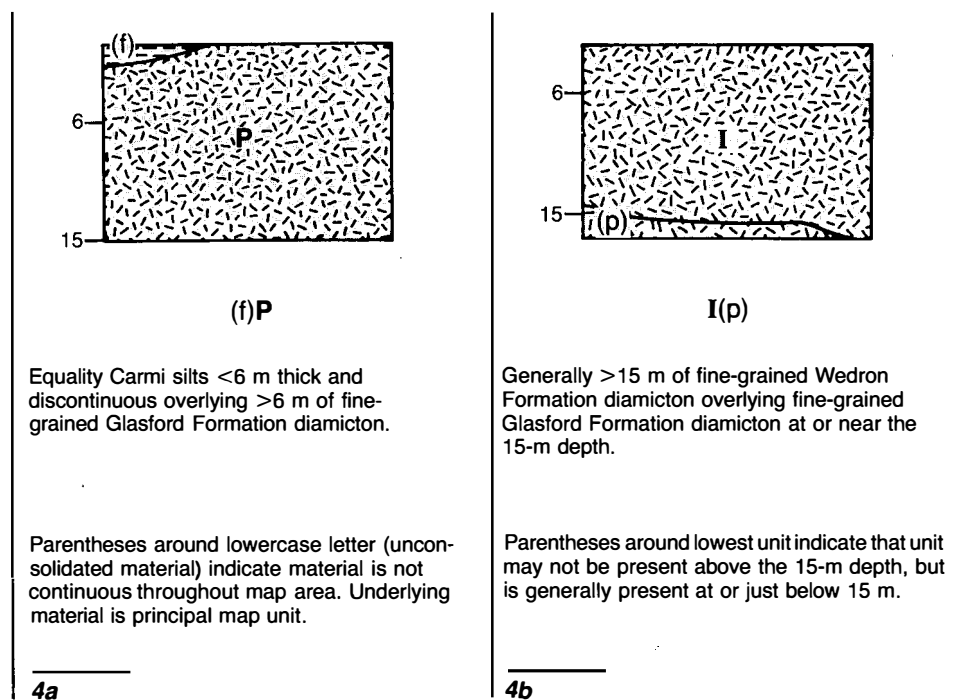 (f)
6
P
15
(f)P
Equality Carmi silts <6 m thick and
discontinuous overlying >6 m of fine-
grained Glasford Formation diamicton.
Parentheses around lowercase letter (uncon-
solidated material) indicate material is not
continuous throughout map area. Underlying
material is principal map unit.
4a
6
I
15
(p)
I(p)
Generally >15 m of fine-grained Wedron
Formation diamicton overlying fine-grained
Glasford Formation diamicton at or near the
15-m depth.
Parentheses around lowest unit indicate that unit
may not be present above the 15-m depth, but
is generally present at or just below 15 m.
4b